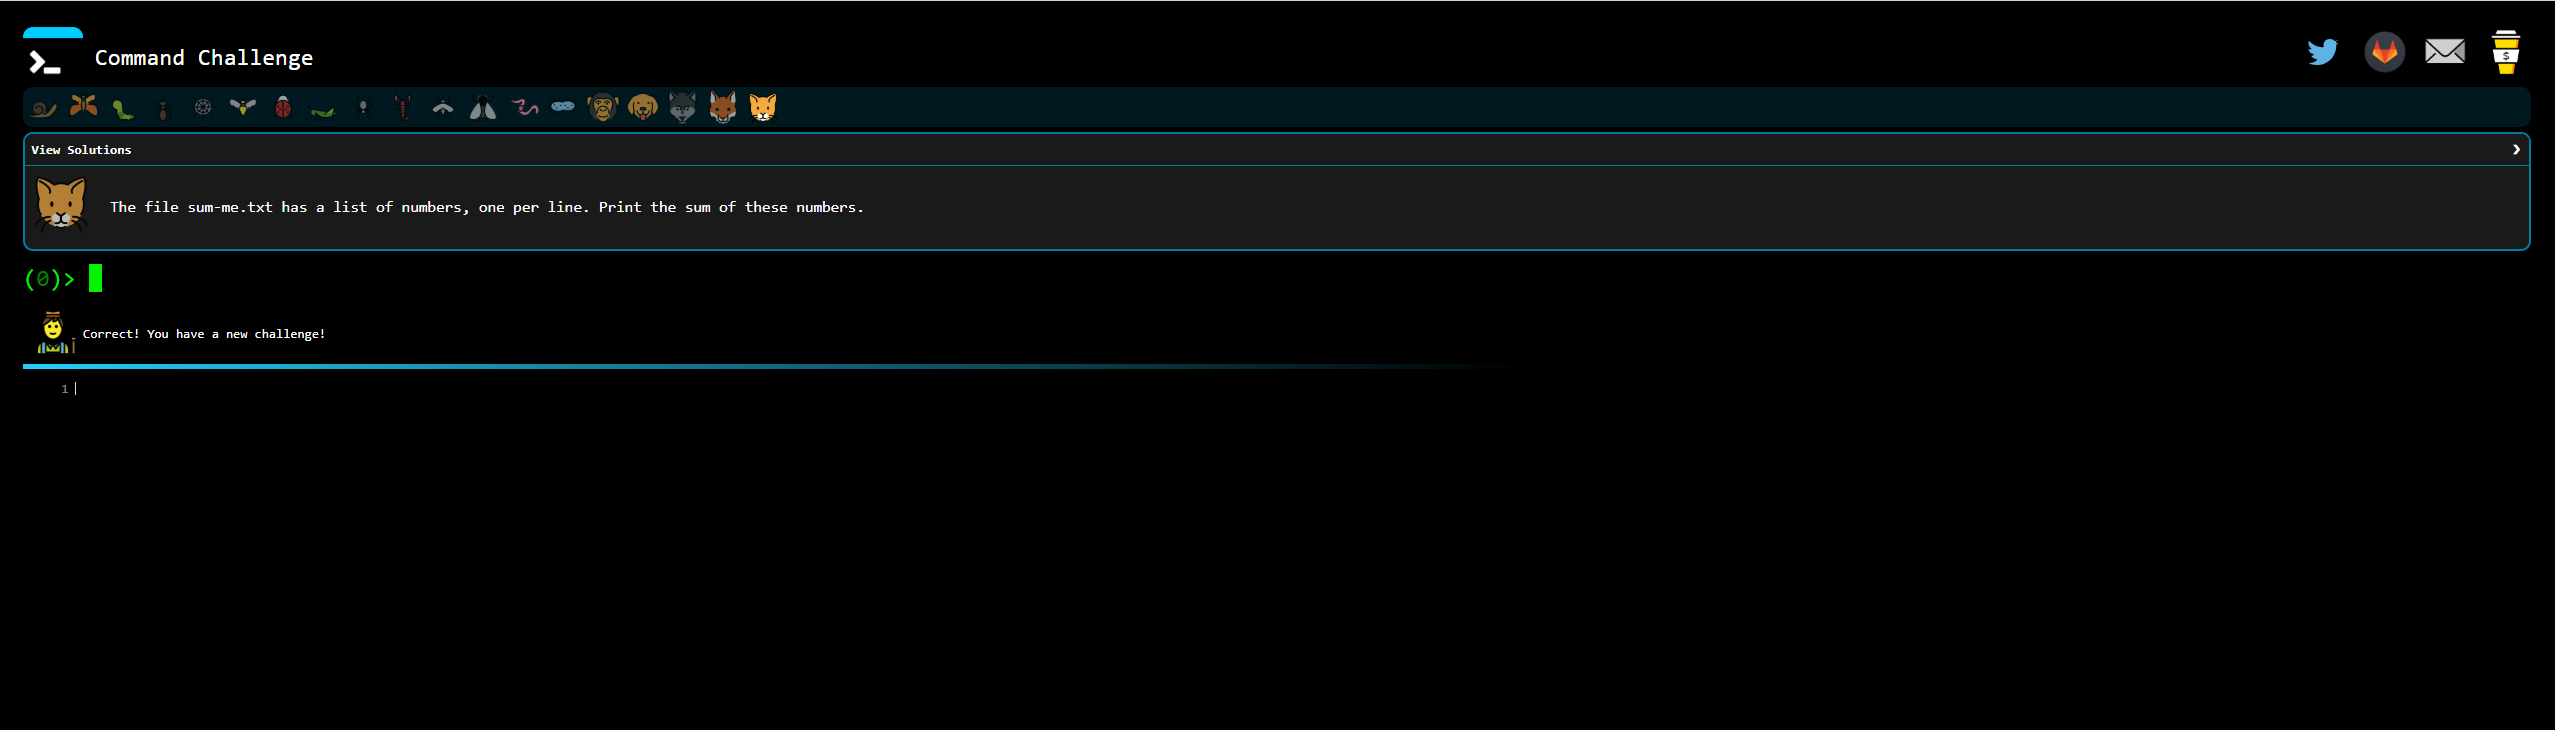 Command Challenge
$
View Solutions
The file sum-me.txt has a list of numbers, one per line. Print the sum of these numbers.
(0)>
Correct! You have a new challenge!
1